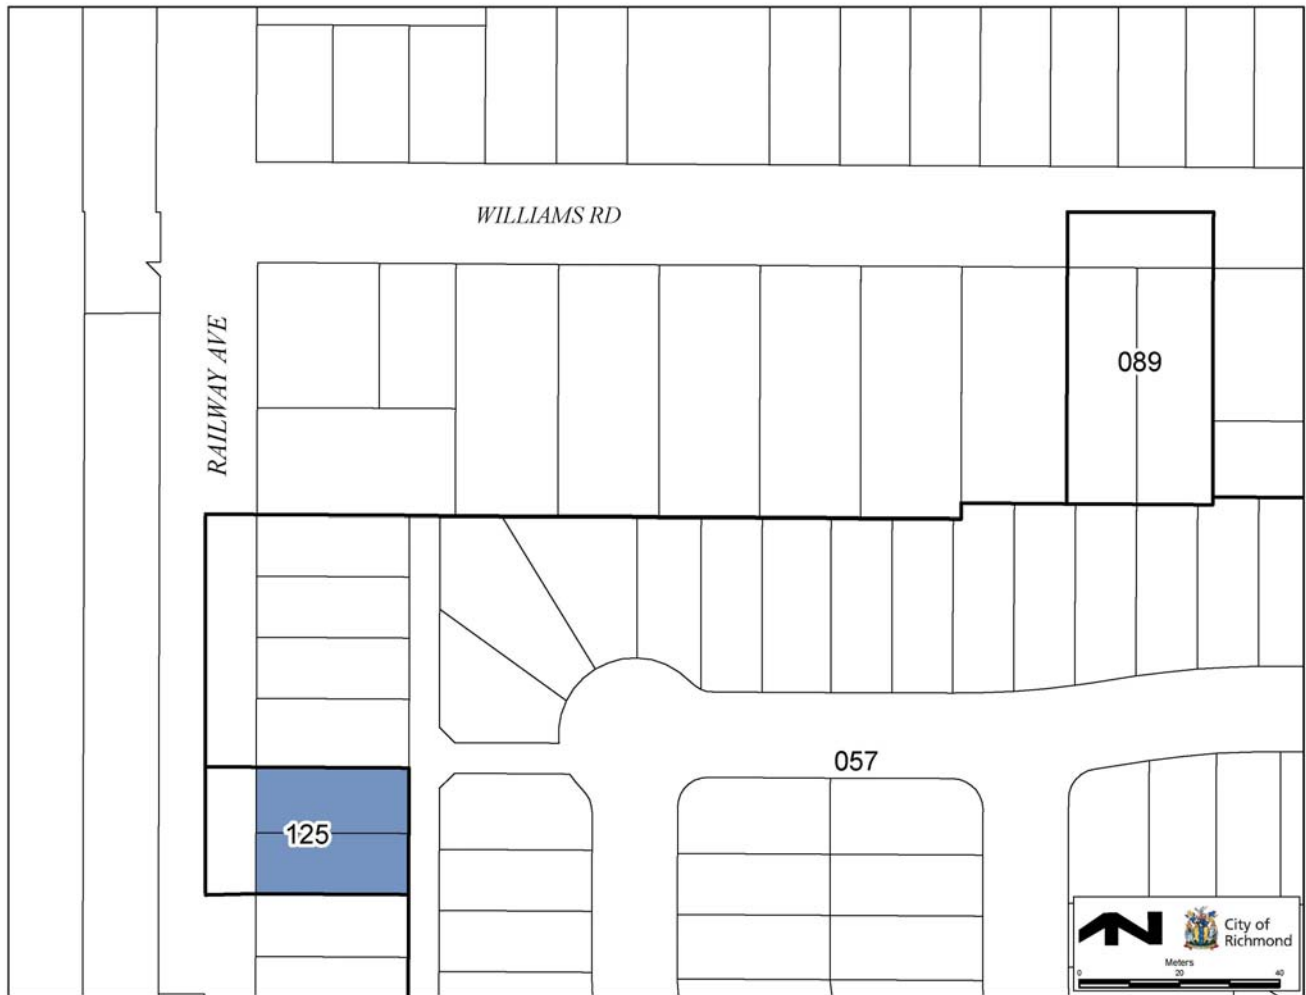 WILLIAMS RD
RAILWAY AVE
089
057
125
City of
Richmond
Meters
0 20 40